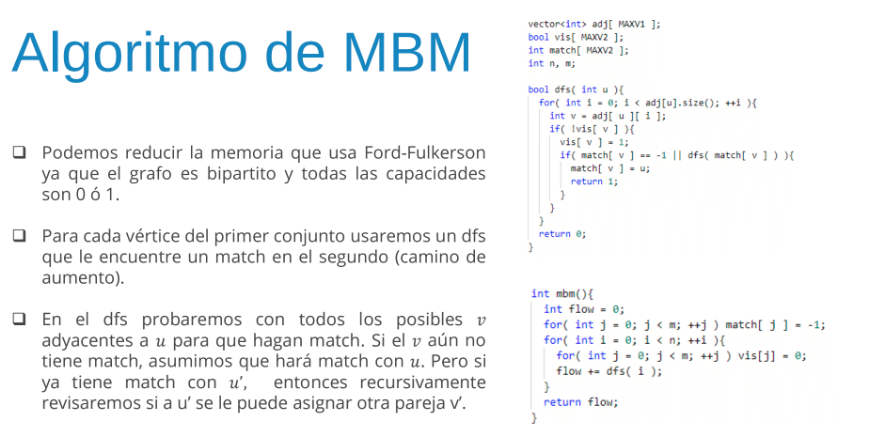 Algoritmo de MBM
❑ Podemos reducir la memoria que usa Ford-Fulkerson
ya que el grafo es bipartito y todas las capacidades
son 0 ó 1.
❑ Para cada vértice del primer conjunto usaremos un dfs
que le encuentre un match en el segundo (camino de
aumento).
❑ En el dfs probaremos con todos los posibles v
adyacentes a u para que hagan match. Si el v aún no
tiene match, asumimos que hará match con u. Pero si
ya tiene match con u', entonces recursivamente
revisaremos si a u' se le puede asignar otra pareja v'.
vector<int> adj[ MAXV1 ];
bool vis[ MAXV2 ];
int match[ MAXV2 ];
int n, m;
bool dfs( int u ){
for( int i = 0; i < adj[u].size(); ++i ){
int v = adj[ u ][ i ];
if( !vis[ v ] ){
vis[ v ] = 1;
if( match[ v ] == -1 || dfs( match[ v ] ) ){
match[ v ] = u;
return 1;
}
}
}
return 0;
}
int mbm(){
int flow = 0;
for( int j = 0; j < m; ++j ) match[ j ] = -1;
for( int i = 0; i < n; ++i ){
for( int j = 0; j < m; ++j ) vis[j] = 0;
flow += dfs( i );
}
return flow;
}